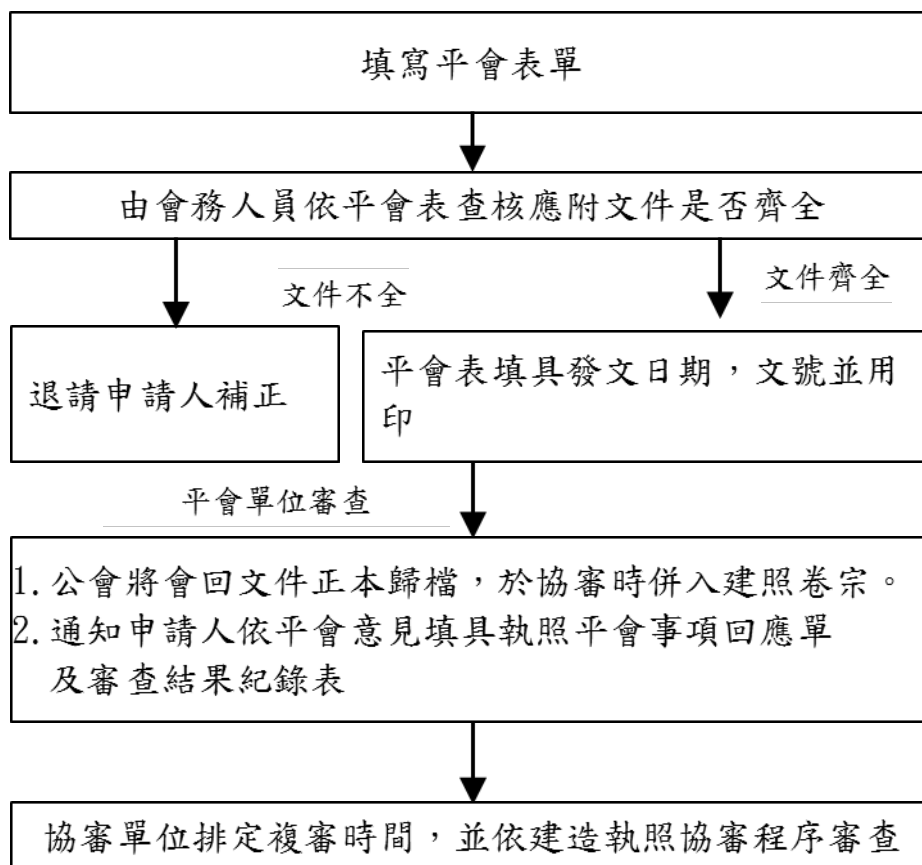 填寫平會表單
由會務人員依平會表查核應附文件是否齊全
文件不全
文件齊全
退請申請人補正
平會表填具發文日期，文號並用
印
平會單位審查
1. 公會將會回文件正本歸檔，於協審時併入建照卷宗。
2. 通知申請人依平會意見填具執照平會事項回應單
及審查結果紀錄表
協審單位排定複審時間，並依建造執照協審程序審查